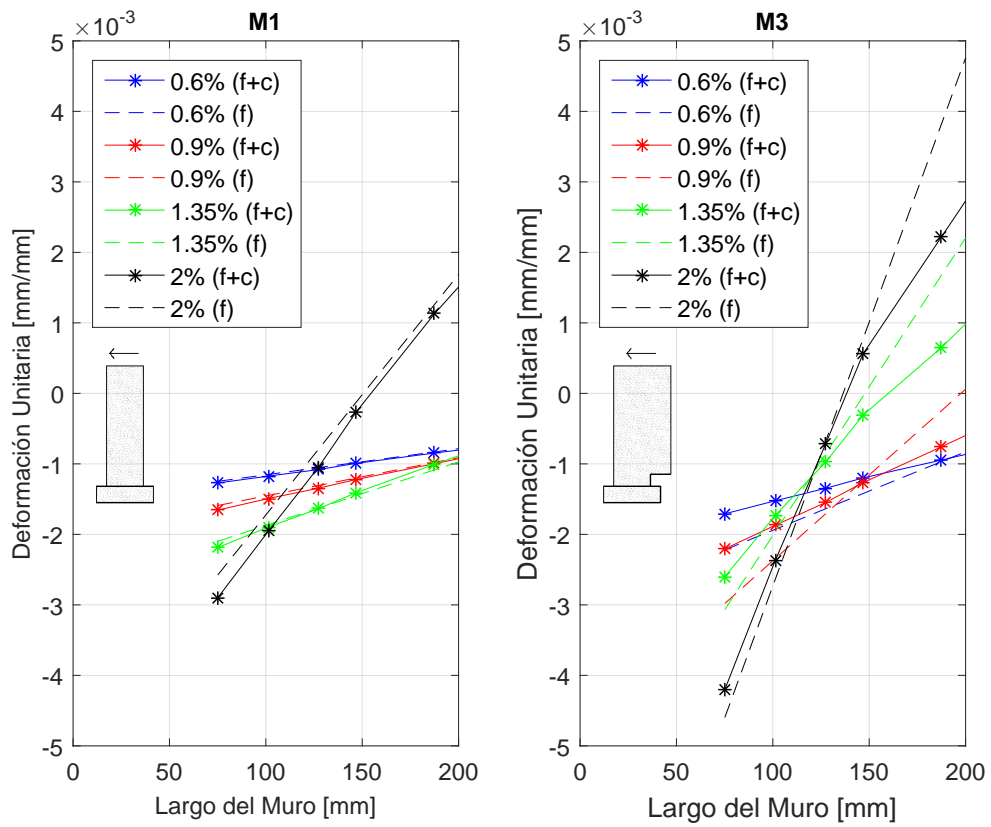 ×10⁻³
M1
5
4
3
2
1
0
-1
-2
-3
-4
-5
Deformación Unitaria [mm/mm]
0.6% (f+c)
0.6% (f)
0.9% (f+c)
0.9% (f)
1.35% (f+c)
1.35% (f)
2% (f+c)
2% (f)
0 50 100 150 200
Largo del Muro [mm]
×10⁻³
M3
5
4
3
2
1
0
-1
-2
-3
-4
-5
Deformación Unitaria [mm/mm]
0.6% (f+c)
0.6% (f)
0.9% (f+c)
0.9% (f)
1.35% (f+c)
1.35% (f)
2% (f+c)
2% (f)
0 50 100 150 200
Largo del Muro [mm]